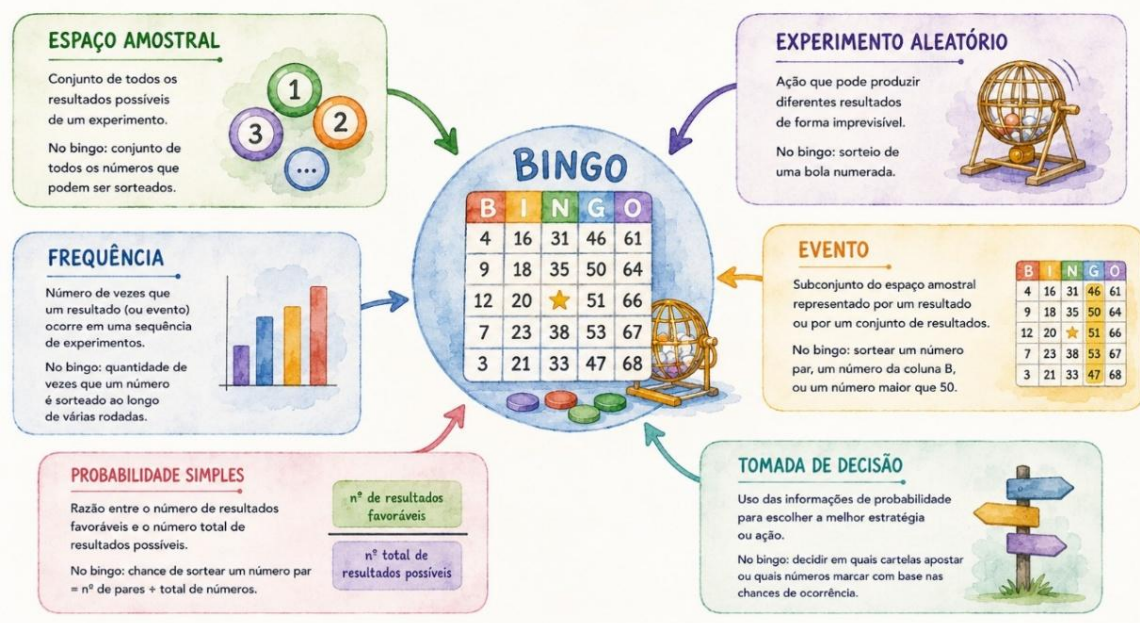 ESPAÇO AMOSTRAL
Conjunto de todos os
resultados possíveis
de um experimento.
No bingo: conjunto de
todos os números que
podem ser sorteados.
1
2
3
...
EXPERIMENTO ALEATÓRIO
Ação que pode produzir
diferentes resultados
de forma imprevisível.
No bingo: sorteio de
uma bola numerada.
BINGO
B I N G O
4 16 31 46 61
9 18 35 50 64
12 20 51 66
7 23 38 53 67
3 21 33 47 68
FREQUÊNCIA
Número de vezes que
um resultado (ou evento)
ocorre em uma sequência
de experimentos.
No bingo: quantidade de
vezes que um número
é sorteado ao longo
de várias rodadas.
EVENTO
Subconjunto do espaço amostral
representado por um resultado
ou por um conjunto de resultados.
No bingo: sortear um número
par, um número da coluna B,
ou um número maior que 50.
B I N G O
4 16 31 46 61
9 18 35 50 64
12 20 51 66
7 23 38 53 67
3 21 33 47 68
PROBABILIDADE SIMPLES
Razão entre o número de resultados
favoráveis e o número total de
resultados possíveis.
No bingo: chance de sortear um número par
= nº de pares ÷ total de números.
nº de resultados
favoráveis
nº total de
resultados possíveis
TOMADA DE DECISÃO
Uso das informações de probabilidade
para escolher a melhor estratégia
ou ação.
No bingo: decidir em quais cartelas apostar
ou quais números marcar com base nas
chances de ocorrência.